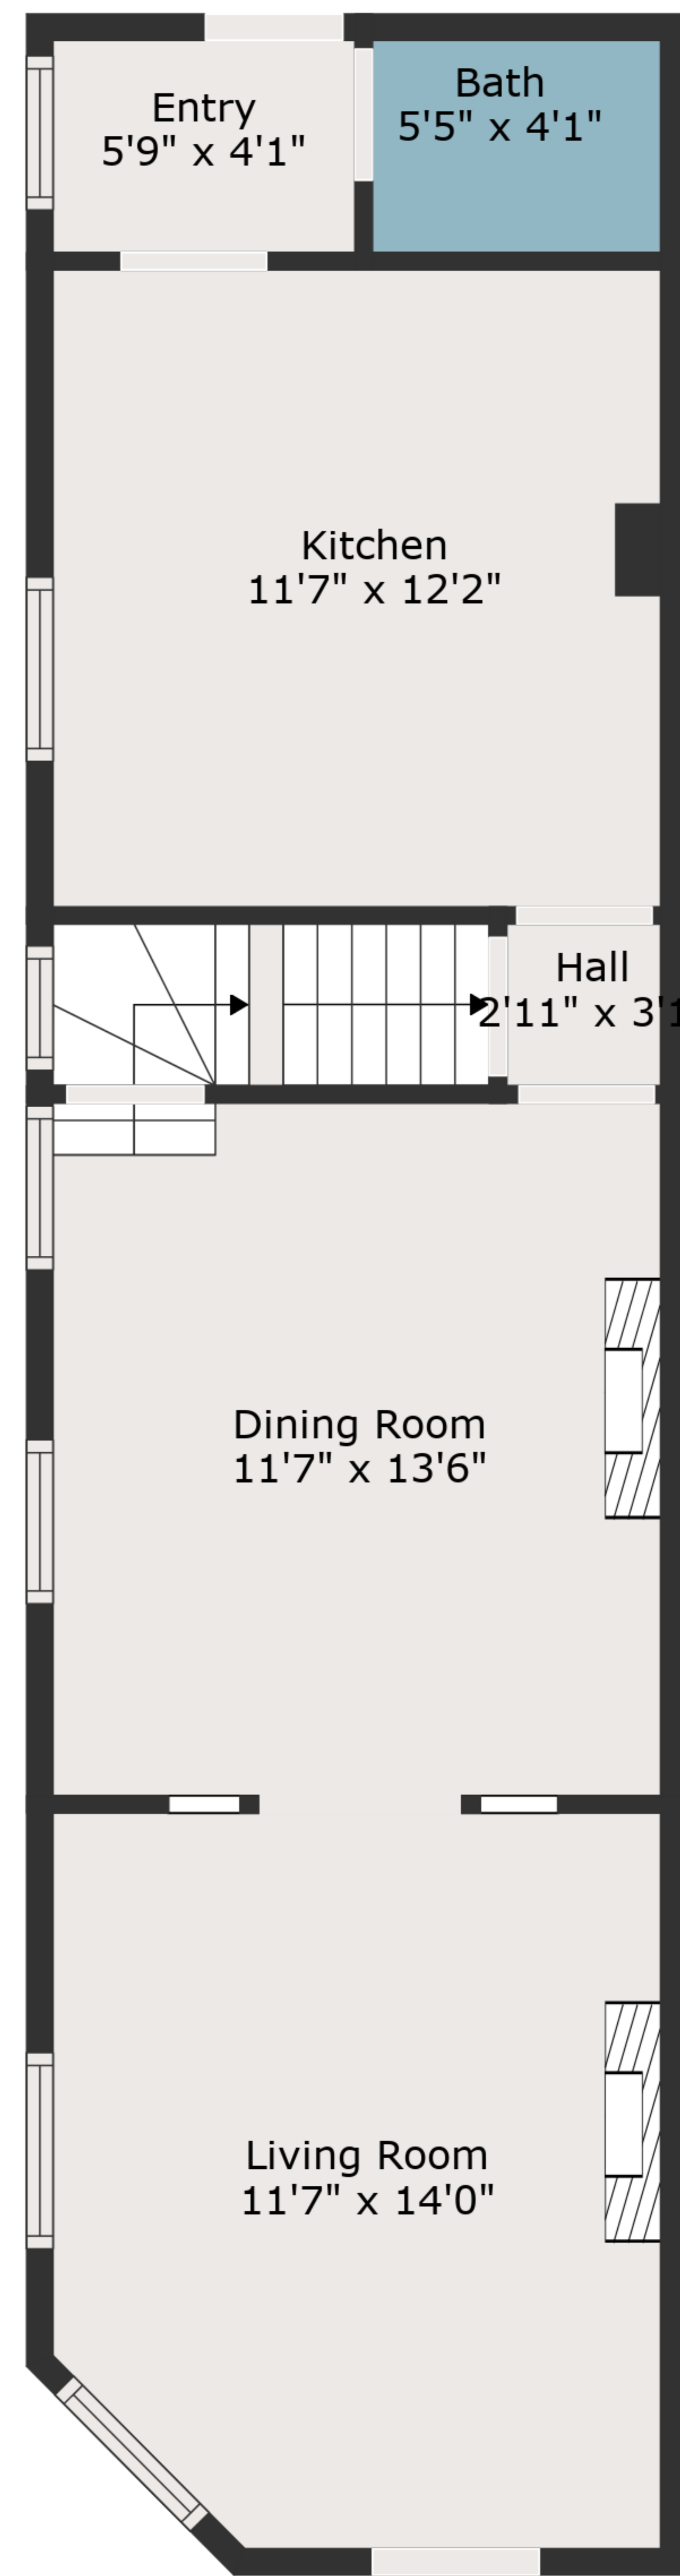 Entry
5'9" x 4'1"
Bath
5'5" x 4'1"
Kitchen
11'7" x 12'2"
Hall
2'11" x 3'1
Dining Room
11'7" x 13'6"
Living Room
11'7" x 14'0"